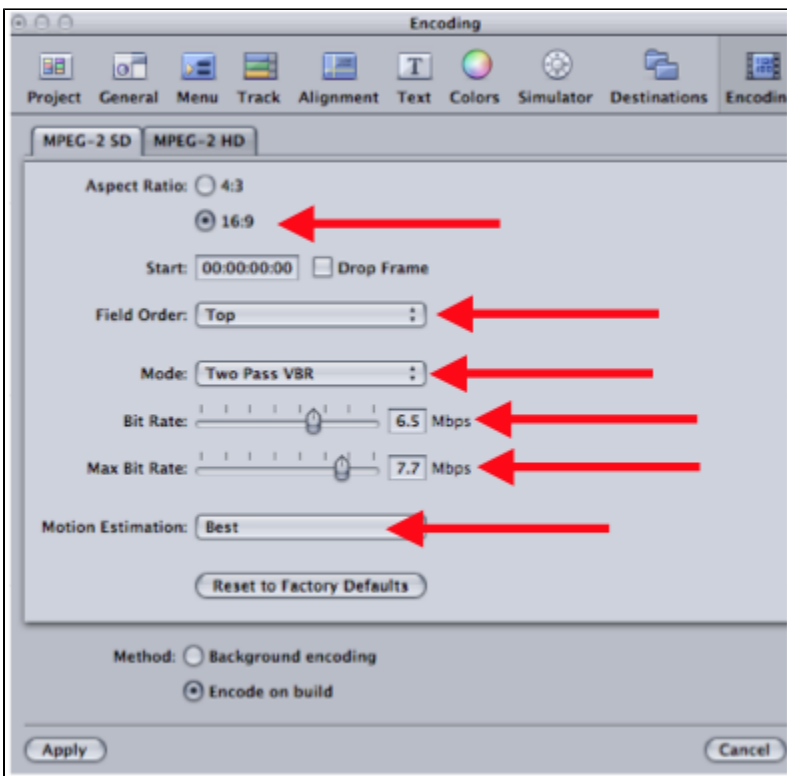 Encoding
Project General Menu Track Alignment Text Colors Simulator Destinations Encodin
MPEG-2 SD MPEG-2 HD
Aspect Ratio: 4:3
16:9
Start: 00:00:00:00 Drop Frame
Field Order: Top
Mode: Two Pass VBR
Bit Rate: 6.5 Mbps
Max Bit Rate: 7.7 Mbps
Motion Estimation: Best
Reset to Factory Defaults
Method: Background encoding
Encode on build
Apply Cancel